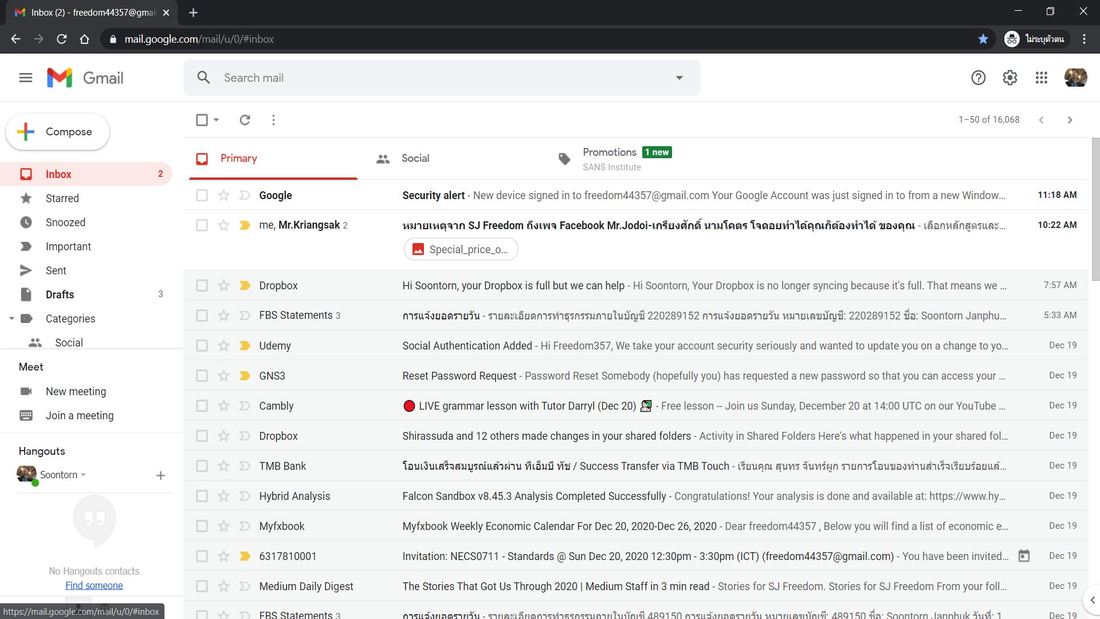 Inbox (2) - freedom44357@gmai
mail.google.com/mail/u/0/#inbox
ไม่ระบุตัวตน
Gmail
Search mail
Compose
1–50 of 16,068
Inbox 2
Starred
Snoozed
Important
Sent
Drafts 3
Categories
Social
Meet
New meeting
Join a meeting
Hangouts
Soontorn
No Hangouts contacts
Find someone
https://mail.google.com/mail/u/0/#inbox
Primary
Social
Promotions 1 new
SANS Institute
Google Security alert - New device signed in to freedom44357@gmail.com Your Google Account was just signed in to from a new Window… 11:18 AM
me, Mr.Kriangsak 2 หมายเหตุจาก SJ Freedom ถึงเพจ Facebook Mr.Jodoi-เกรียงศักดิ์ นามโคตร โจดอยทำได้คุณก็ต้องทำได้ ของคุณ - เลือกหลักสูตรและ… 10:22 AM
Special_price_o...
Dropbox Hi Soontorn, your Dropbox is full but we can help - Hi Soontorn, Your Dropbox is no longer syncing because it's full. That means we … 7:57 AM
FBS Statements 3 การแจ้งยอดรายวัน - รายละเอียดการทำธุรกรรมภายในบัญชี 220289152 การแจ้งยอดรายวัน หมายเลขบัญชี: 220289152 ชื่อ: Soontorn Janphu… 5:33 AM
Udemy Social Authentication Added - Hi Freedom357, We take your account security seriously and wanted to update you on a change to yo… Dec 19
GNS3 Reset Password Request - Password Reset Somebody (hopefully you) has requested a new password so that you can access your … Dec 19
Cambly 🔴 LIVE grammar lesson with Tutor Darryl (Dec 20) - Free lesson -- Join us Sunday, December 20 at 14:00 UTC on our YouTube … Dec 19
Dropbox Shirassuda and 12 others made changes in your shared folders - Activity in Shared Folders Here's what happened in your shared fol… Dec 19
TMB Bank โอนเงินเสร็จสมบูรณ์แล้วผ่าน ทีเอ็มบี ทัช / Success Transfer via TMB Touch - เรียนคุณ สุนทร จันทร์ผูก รายการโอนของท่านสำเร็จเรียบร้อยแล้… Dec 19
Hybrid Analysis Falcon Sandbox v8.45.3 Analysis Completed Successfully - Congratulations! Your analysis is done and available at: https://www.hy… Dec 19
Myfxbook Myfxbook Weekly Economic Calendar For Dec 20, 2020-Dec 26, 2020 - Dear freedom44357 , Below you will find a list of economic e… Dec 19
6317810001 Invitation: NECS0711 - Standards @ Sun Dec 20, 2020 12:30pm - 3:30pm (ICT) (freedom44357@gmail.com) - You have been invited… Dec 19
Medium Daily Digest The Stories That Got Us Through 2020 | Medium Staff in 3 min read - Stories for SJ Freedom. Stories for SJ Freedom From your foll… Dec 19
FBS Statements 3 การแจ้งยอดรายวัน - รายละเอียดการทำธุรกรรมภายในบัญชี 489150 การแจ้งยอดรายวัน หมายเลขบัญชี: 489150 ชื่อ: Soontorn Janphuk วันที่: 1… Dec 19